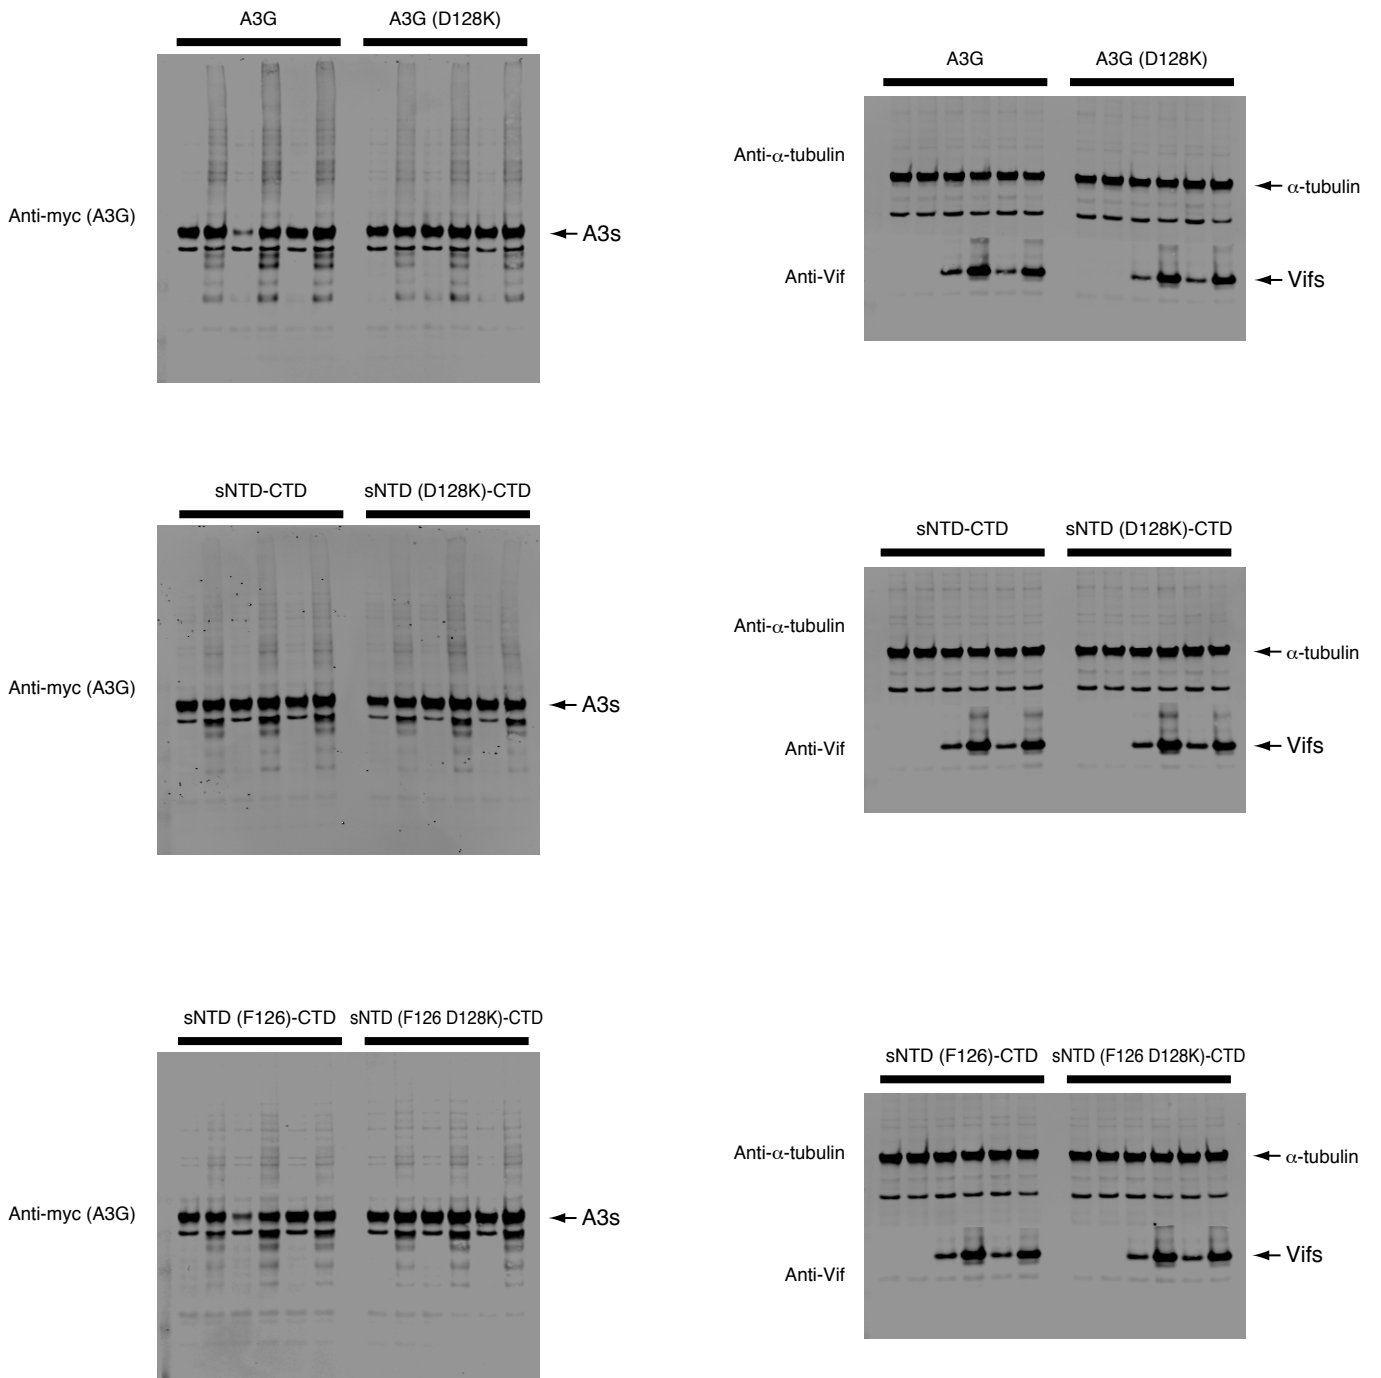 A3G A3G (D128K)
Anti-myc (A3G)
A3s
A3G A3G (D128K)
Anti-α-tubulin
α-tubulin
Anti-Vif
Vifs
sNTD-CTD sNTD (D128K)-CTD
Anti-myc (A3G)
A3s
sNTD-CTD sNTD (D128K)-CTD
Anti-α-tubulin
α-tubulin
Anti-Vif
Vifs
sNTD (F126)-CTD sNTD (F126 D128K)-CTD
Anti-myc (A3G)
A3s
sNTD (F126)-CTD sNTD (F126 D128K)-CTD
Anti-α-tubulin
α-tubulin
Anti-Vif
Vifs